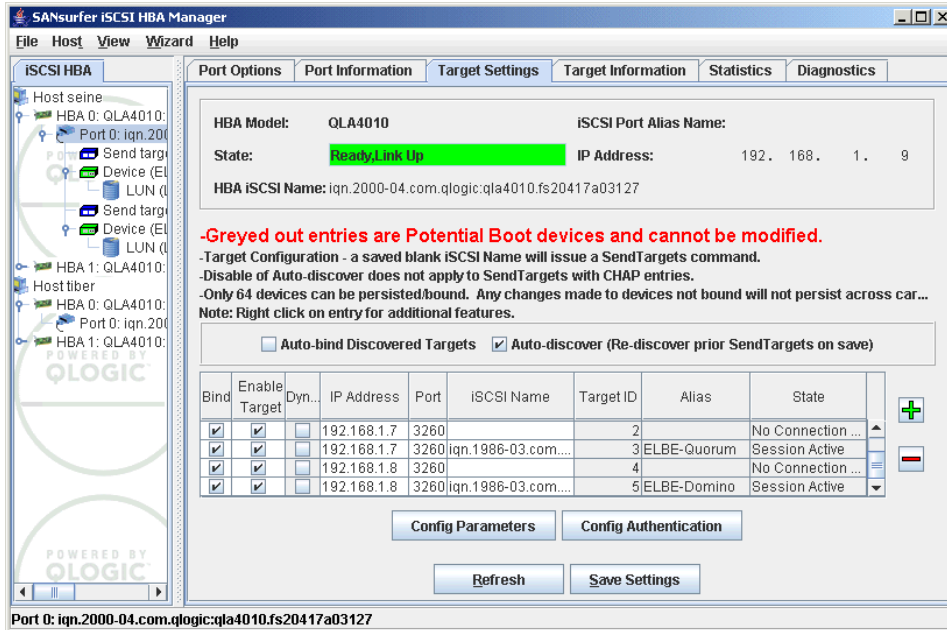 SANsurfer iSCSI HBA Manager
File Host View Wizard Help
iSCSI HBA
Host seine
HBA 0: QLA4010:
Port 0: iqn.200
Send targ
Device (EL
LUN (L
Send targ
Device (EL
LUN (L
HBA 1: QLA4010:
Host tiber
HBA 0: QLA4010:
Port 0: iqn.200
HBA 1: QLA4010:
POWERED BY
QLOGIC
POWERED BY
QLOGIC
Port Options Port Information Target Settings Target Information Statistics Diagnostics
HBA Model: QLA4010 iSCSI Port Alias Name:
State: Ready,Link Up IP Address: 192. 168. 1. 9
HBA iSCSI Name: iqn.2000-04.com.qlogic:qla4010.fs20417a03127
-Greyed out entries are Potential Boot devices and cannot be modified.
-Target Configuration - a saved blank iSCSI Name will issue a SendTargets command.
-Disable of Auto-discover does not apply to SendTargets with CHAP entries.
-Only 64 devices can be persisted/bound. Any changes made to devices not bound will not persist across car...
Note: Right click on entry for additional features.
Auto-bind Discovered Targets Auto-discover (Re-discover prior SendTargets on save)
Bind Enable Target Dyn... IP Address Port iSCSI Name Target ID Alias State
192.168.1.7 3260 2 No Connection ...
192.168.1.7 3260 iqn.1986-03.com.... 3 ELBE-Quorum Session Active
192.168.1.8 3260 4 No Connection ...
192.168.1.8 3260 iqn.1986-03.com.... 5 ELBE-Domino Session Active
Config Parameters Config Authentication
Refresh Save Settings
Port 0: iqn.2000-04.com.qlogic:qla4010.fs20417a03127